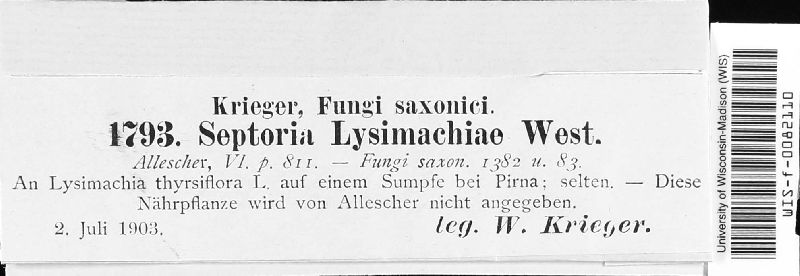 Krieger, Fungi saxonici.
1793. Septoria Lysimachiae West.
Allescher, VI. p. 811. — Fungi saxon. 1382 u. 83.
An Lysimachia thyrsiflora L. auf einem Sumpfe bei Pirna; selten. — Diese
Nährpflanze wird von Allescher nicht angegeben.
2. Juli 1903. leg. W. Krieger.
University of Wisconsin-Madison (WIS)
WIS-f-0082110